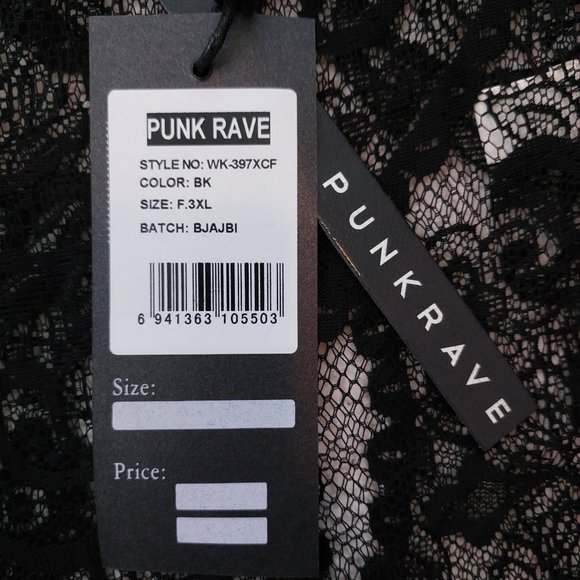 PUNK RAVE
STYLE NO: WK-397XCF
COLOR: BK
SIZE: F.3XL
BATCH: BJAJBI
6 941363 105503
Size:
Price:
PUNKRAVE